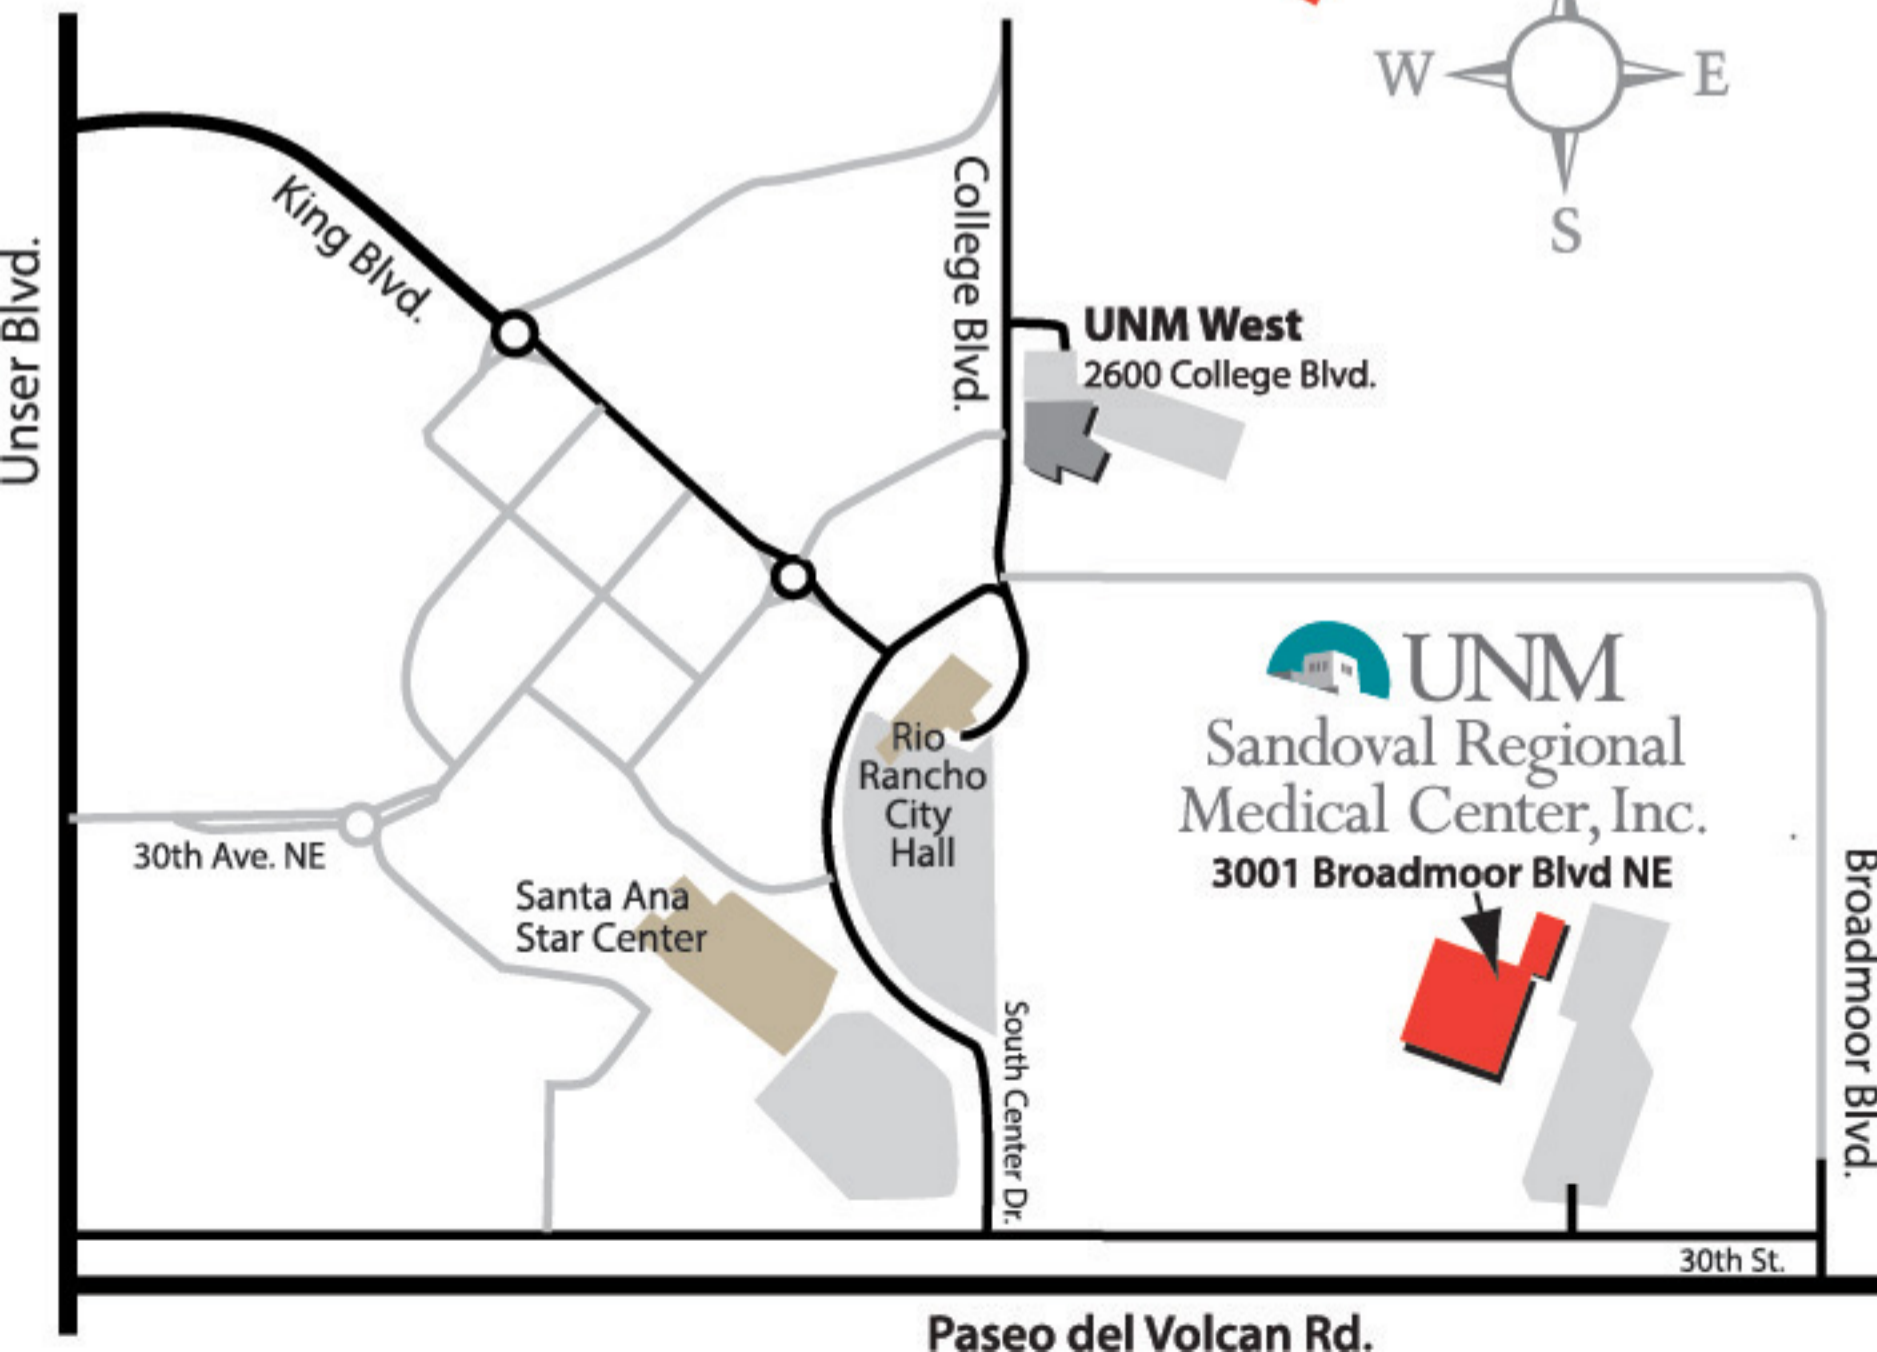 W E
S
King Blvd.
College Blvd.
Unser Blvd.
UNM West
2600 College Blvd.
UNM
Sandoval Regional
Medical Center, Inc.
3001 Broadmoor Blvd NE
Rio
Rancho
City
Hall
30th Ave. NE
Santa Ana
Star Center
Broadmoor Blvd.
South Center Dr.
30th St.
Paseo del Volcan Rd.